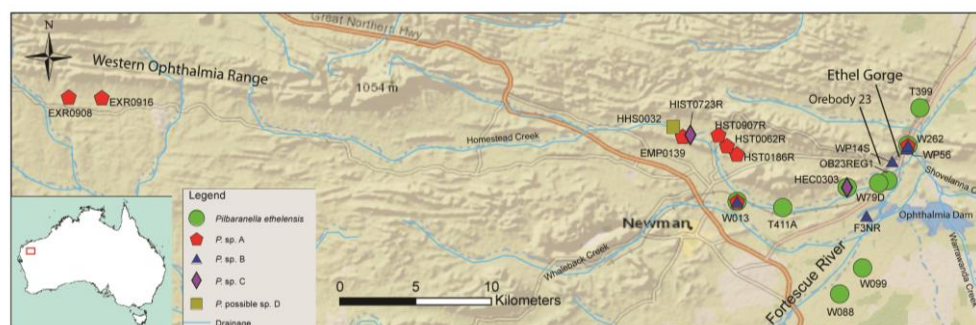 N
Great Northern Hwy
Western Ophthalmia Range
1054 m
EXR0908
EXR0916
Homestead Creek
HHS0032
HIST0723R
EMP0139
HST0907R
HST0062R
HST0186R
Ethel Gorge
Orebody 23
T399
W262
WP14S
WP56
OB23REG1
HEC0303
W79D
Shovelanna C
W013
T411A
F3NR
Ophthalmia Dam
Warrawanda Creek
Newman
Whaleback Creek
Fortescue River
W099
W088
Legend
Pilbaranella ethelensis
P. sp. A
P. sp. B
P. sp. C
P. possible sp. D
Drainage
0 5 10
Kilometers